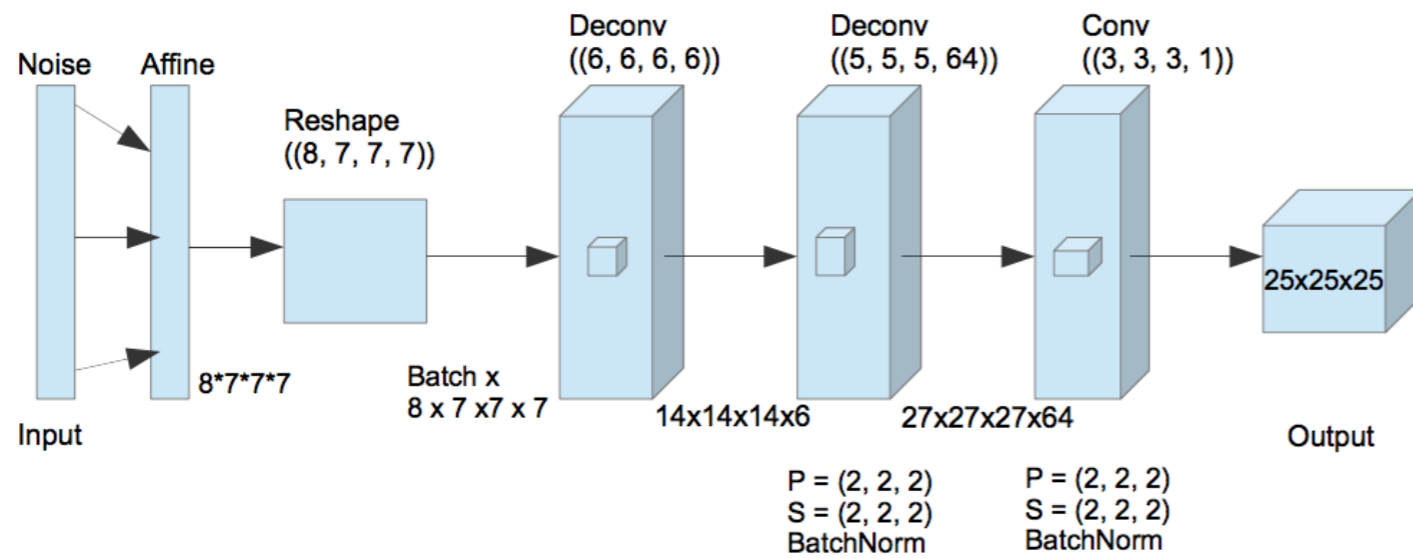 Noise
Affine
Reshape
((8, 7, 7, 7))
Deconv
((6, 6, 6, 6))
Deconv
((5, 5, 5, 64))
Conv
((3, 3, 3, 1))
25x25x25
8*7*7*7
Batch x
8 x 7 x7 x 7
14x14x14x6
27x27x27x64
Input
Output
P = (2, 2, 2)
S = (2, 2, 2)
BatchNorm
P = (2, 2, 2)
S = (2, 2, 2)
BatchNorm